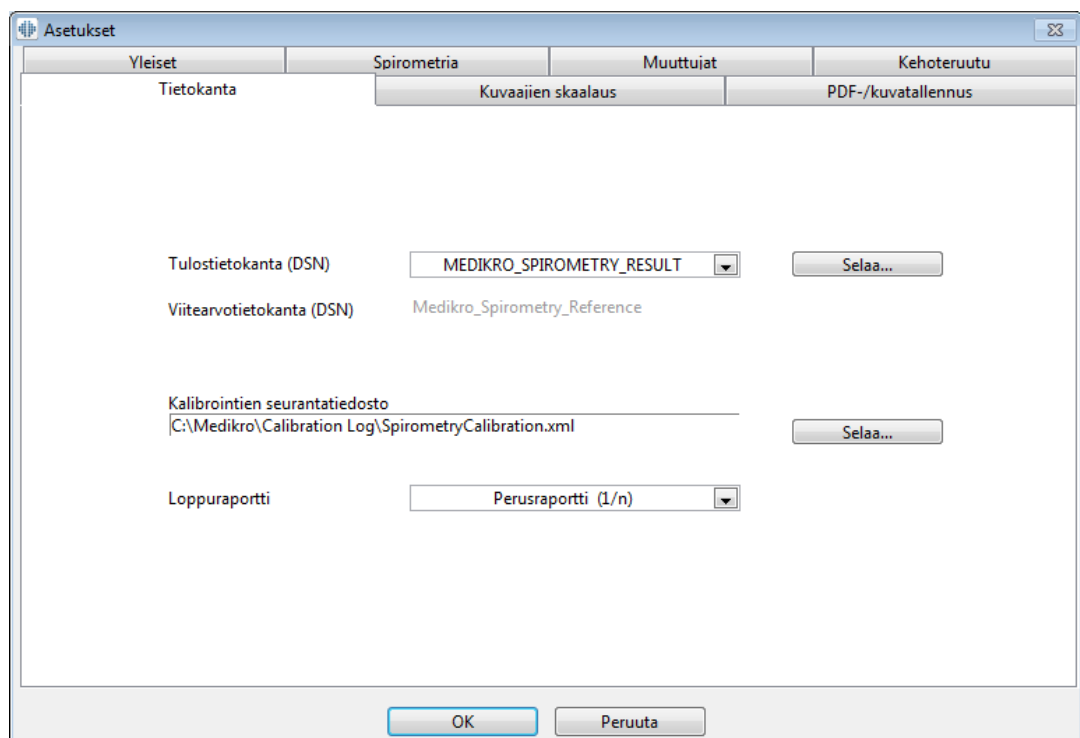 Asetukset
Yleiset Spirometria Muuttujat Kehoteruutu
Tietokanta Kuvaajien skaalaus PDF-/kuvatallennus
Tulostietokanta (DSN) MEDIKRO_SPIROMETRY_RESULT Selaa...
Viitearvotietokanta (DSN) Medikro_Spirometry_Reference
Kalibrointien seurantatiedosto
C:\Medikro\Calibration Log\SpirometryCalibration.xml Selaa...
Loppuraportti Perusraportti (1/n)
OK Peruuta